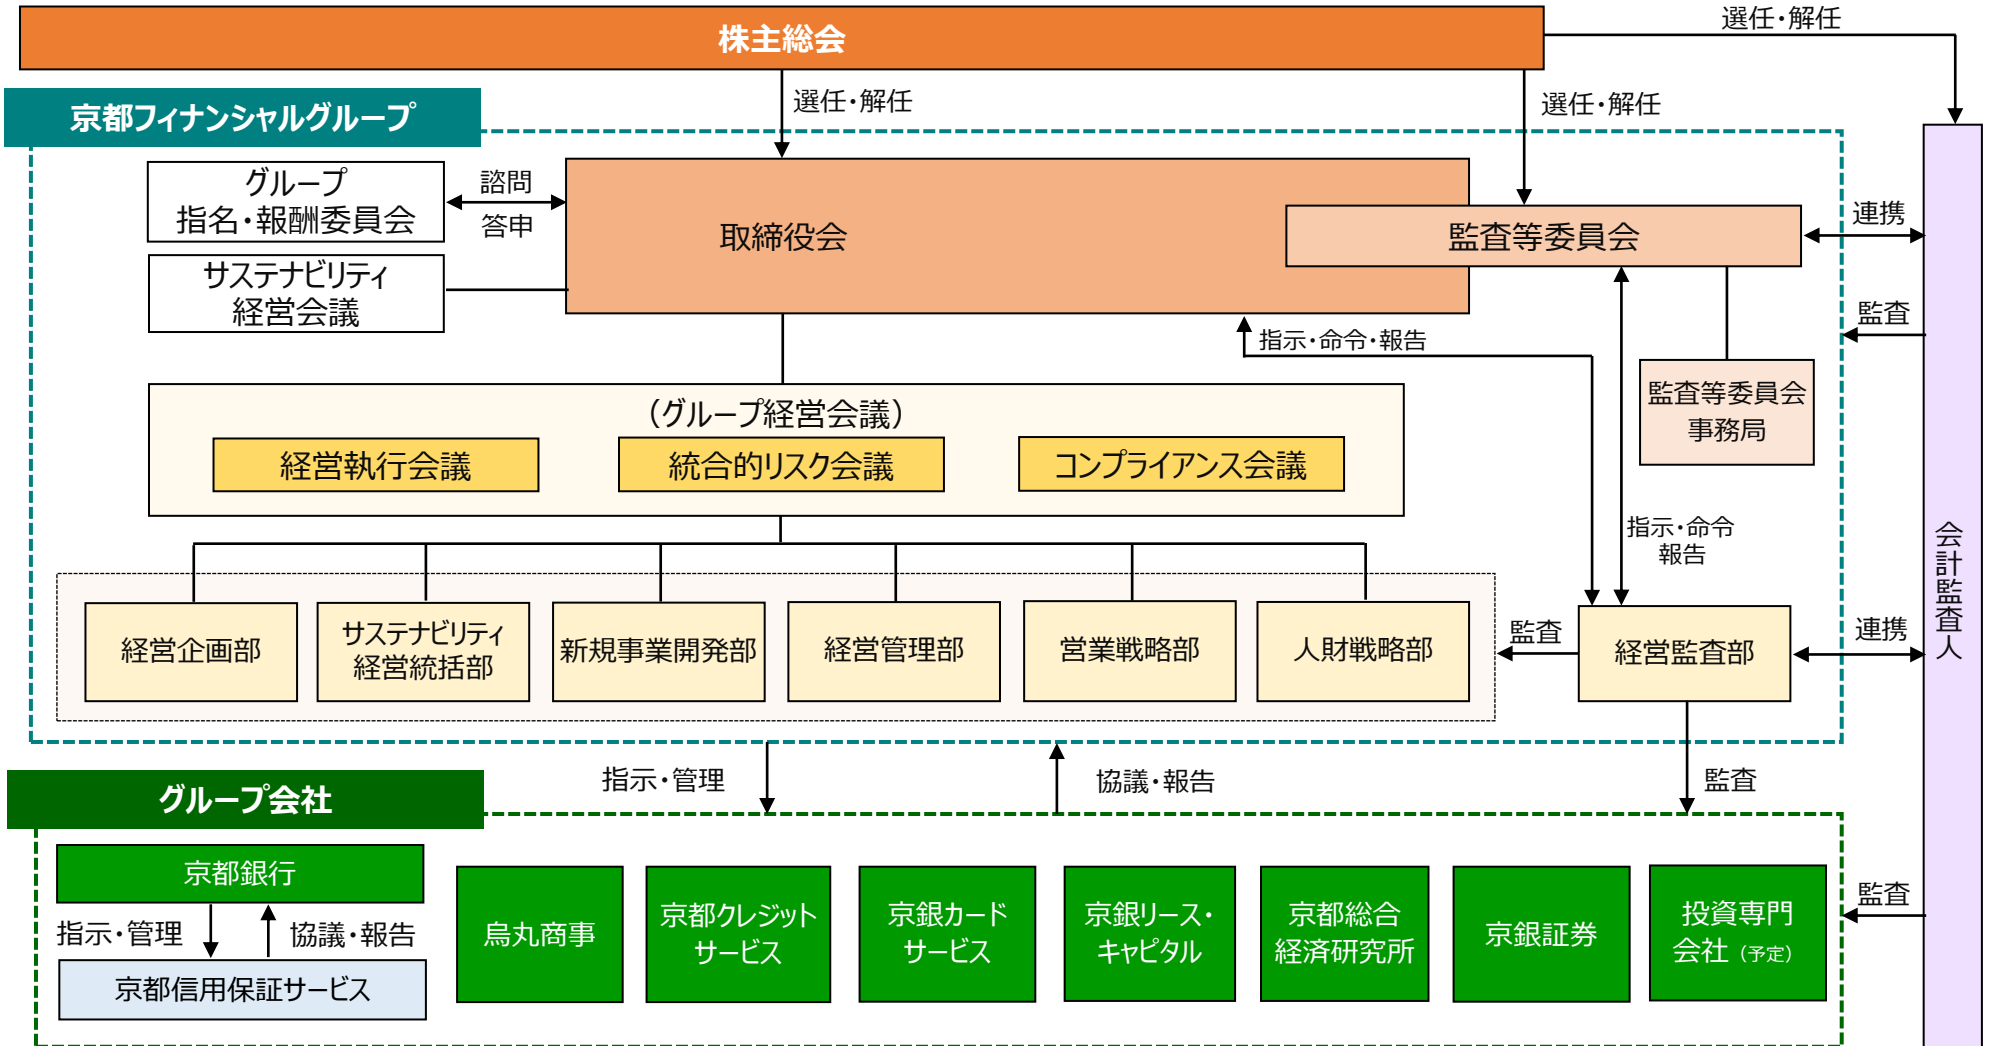 株主総会
選任・解任
京都フィナンシャルグループ
選任・解任
選任・解任
グループ
指名・報酬委員会
諮問
答申
取締役会
監査等委員会
連携
サステナビリティ
経営会議
監査
指示・命令・報告
監査等委員会
事務局
(グループ経営会議)
経営執行会議
統合的リスク会議
コンプライアンス会議
指示・命令
報告
会計監査人
経営企画部
サステナビリティ
経営統括部
新規事業開発部
経営管理部
営業戦略部
人財戦略部
監査
経営監査部
連携
指示・管理
協議・報告
監査
グループ会社
京都銀行
指示・管理
協議・報告
京都信用保証サービス
烏丸商事
京都クレジット
サービス
京銀カード
サービス
京銀リース・
キャピタル
京都総合
経済研究所
京銀証券
投資専門
会社(予定)
監査